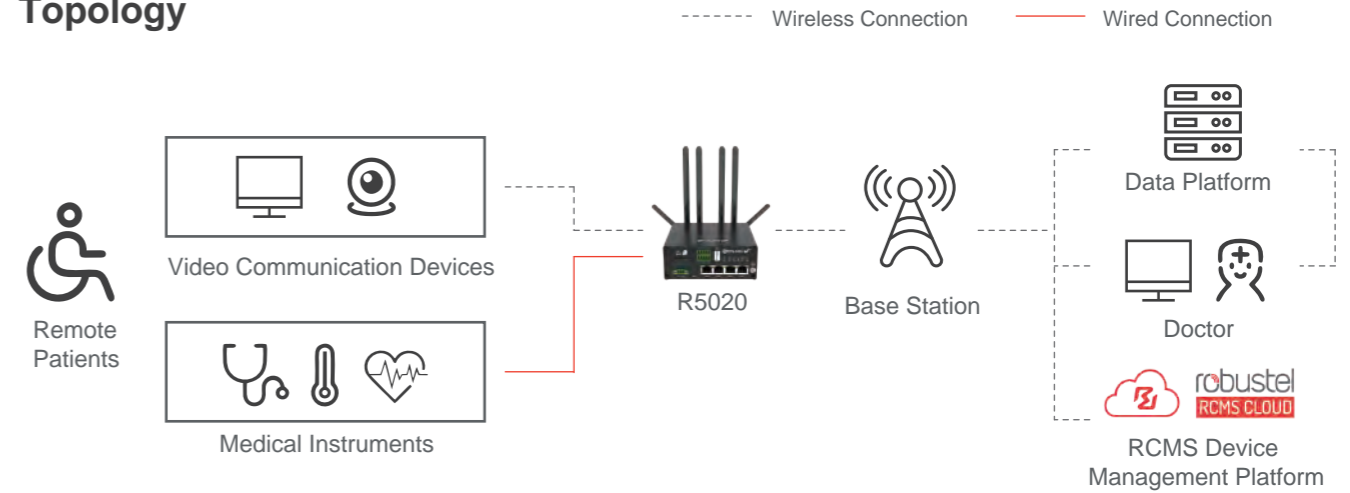 Topology
Wireless Connection
Wired Connection
Video Communication Devices
Remote
Patients
Medical Instruments
R5020
Base Station
Data Platform
Doctor
robustel
RCMS CLOUD
RCMS Device
Management Platform